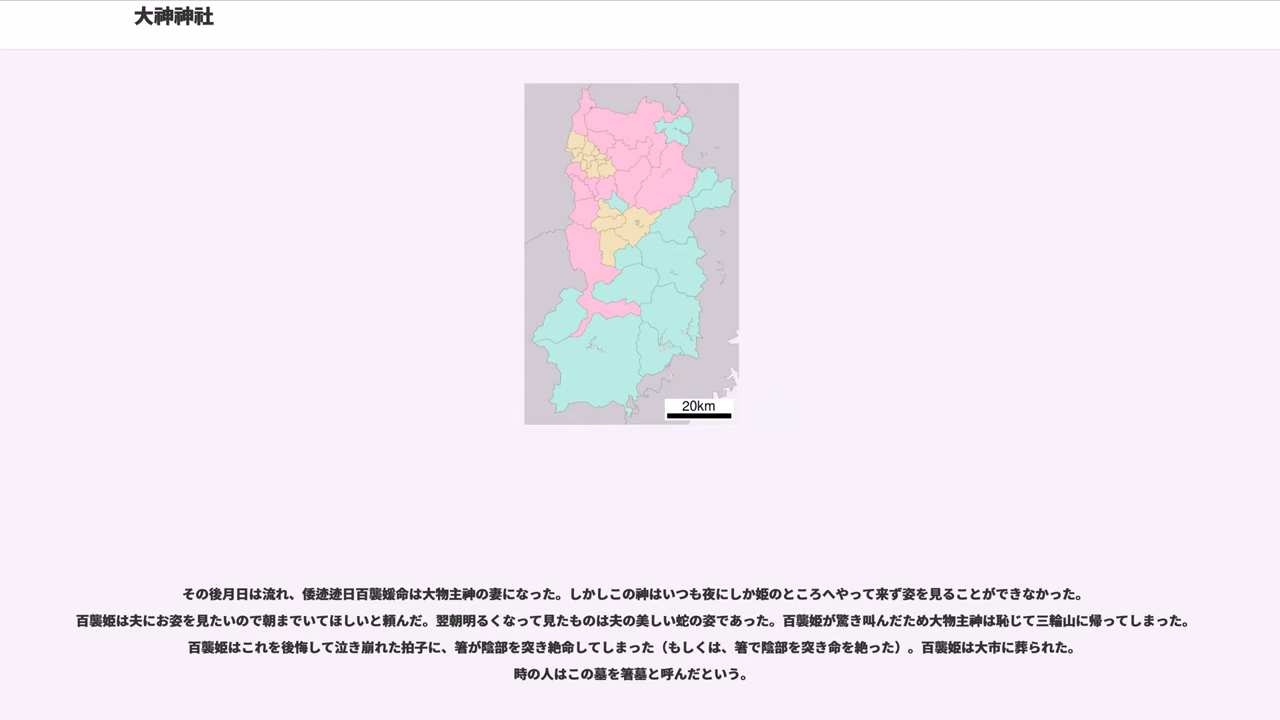 大神神社
20km
その後月日は流れ、倭迹迹日百襲媛命は大物主神の妻になった。しかしこの神はいつも夜にしか姫のところへやって来ず姿を見ることができなかった。
百襲姫は夫にお姿を見たいので朝までいてほしいと頼んだ。翌朝明るくなって見たものは夫の美しい蛇の姿であった。百襲姫が驚き叫んだため大物主神は恥じて三輪山に帰ってしまった。
百襲姫はこれを後悔して泣き崩れた拍子に、箸が陰部を突き絶命してしまった（もしくは、箸で陰部を突き命を絶った）。百襲姫は大市に葬られた。
時の人はこの墓を箸墓と呼んだという。